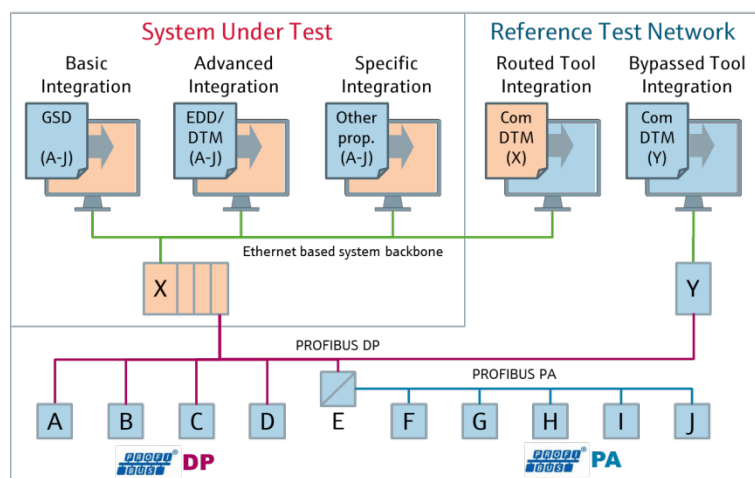 System Under Test
Reference Test Network
Basic
Integration
Advanced
Integration
Specific
Integration
Routed Tool
Integration
Bypassed Tool
Integration
GSD
(A-J)
EDD/
DTM
(A-J)
Other
prop.
(A-J)
Com
DTM
(X)
Com
DTM
(Y)
Ethernet based system backbone
X
Y
PROFIBUS DP
PROFIBUS PA
A
B
C
D
E
F
G
H
I
J
PROFI
BUS
® DP
PROFI
BUS
® PA